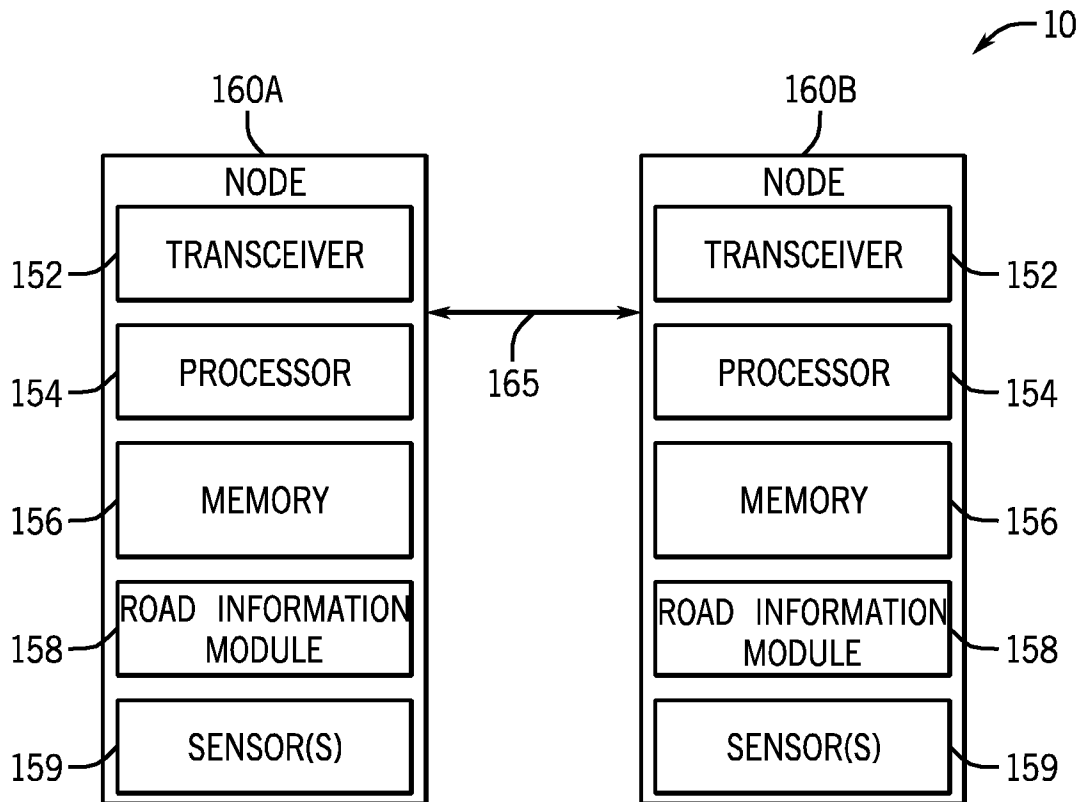 10
160A
160B
NODE
NODE
TRANSCEIVER
TRANSCEIVER
152
152
PROCESSOR
PROCESSOR
165
154
154
MEMORY
MEMORY
156
156
ROAD INFORMATION
MODULE
ROAD INFORMATION
MODULE
158
158
SENSOR(S)
SENSOR(S)
159
159